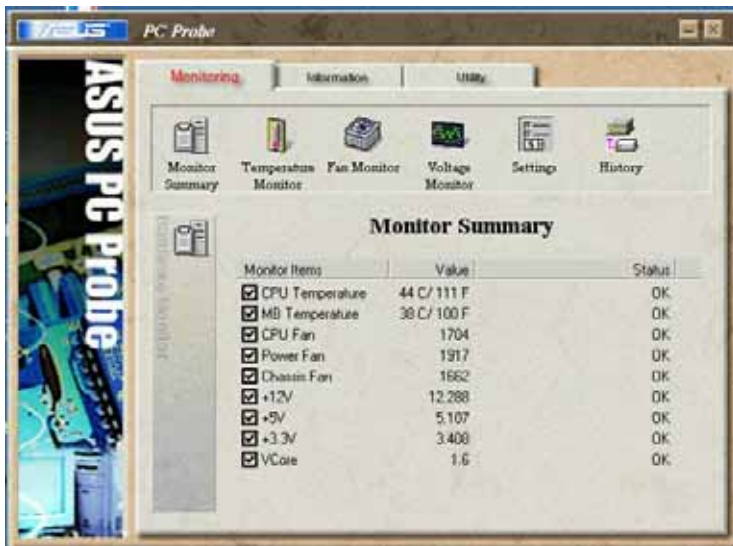 ASUS PC Probe
Monitoring Information Utility
Monitor Summary Temperature Monitor Fan Monitor Voltage Monitor Settings History
ASUS PC Probe
Monitor Summary
Monitor Items Value Status
CPU Temperature 44 C/ 111 F OK
MB Temperature 38 C/ 100 F OK
CPU Fan 1704 OK
Power Fan 1917 OK
Chassis Fan 1662 OK
+12V 12.288 OK
+5V 5.107 OK
+3.3V 3.408 OK
VCore 1.6 OK